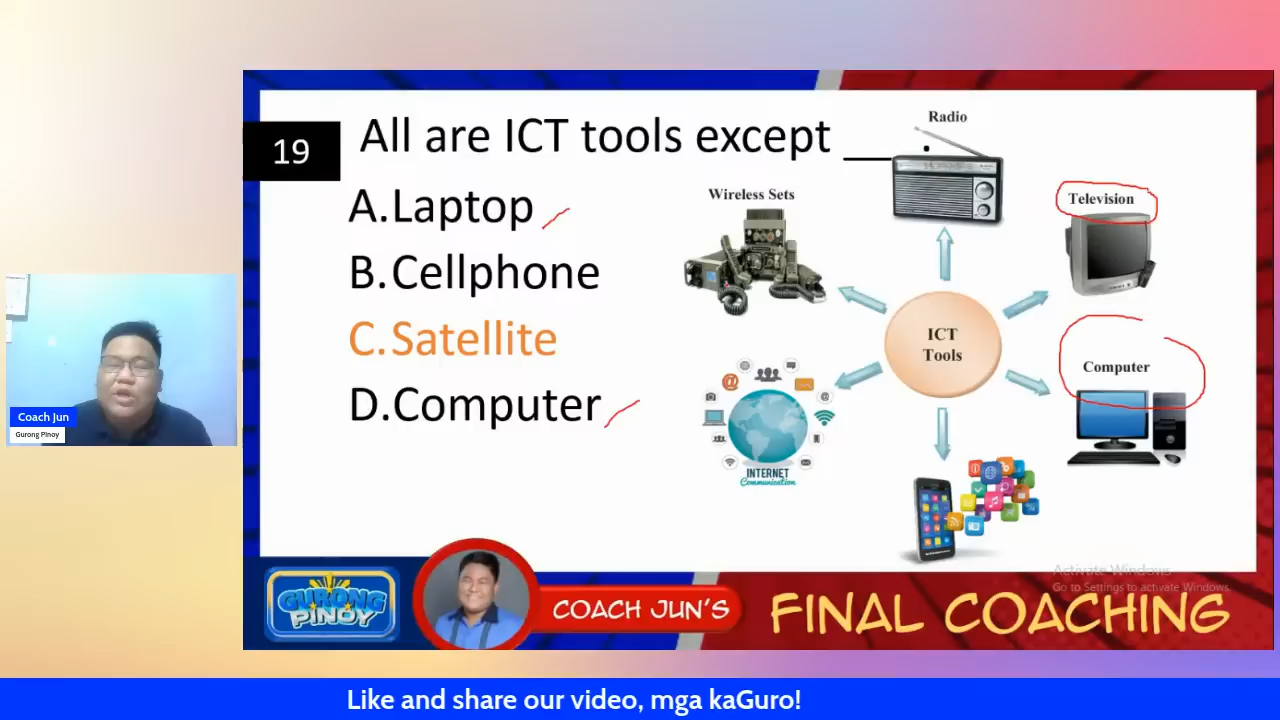 19
All are ICT tools except ____.
A.Laptop
B.Cellphone
C.Satellite
D.Computer
Radio
Wireless Sets
Television
ICT
Tools
Computer
INTERNET
Communication
Coach Jun
Gurong Pinoy
Activate Windows
Go to Settings to activate Windows.
GURONG
PINOY
COACH JUN'S
FINAL COACHING
Like and share our video, mga kaGuro!